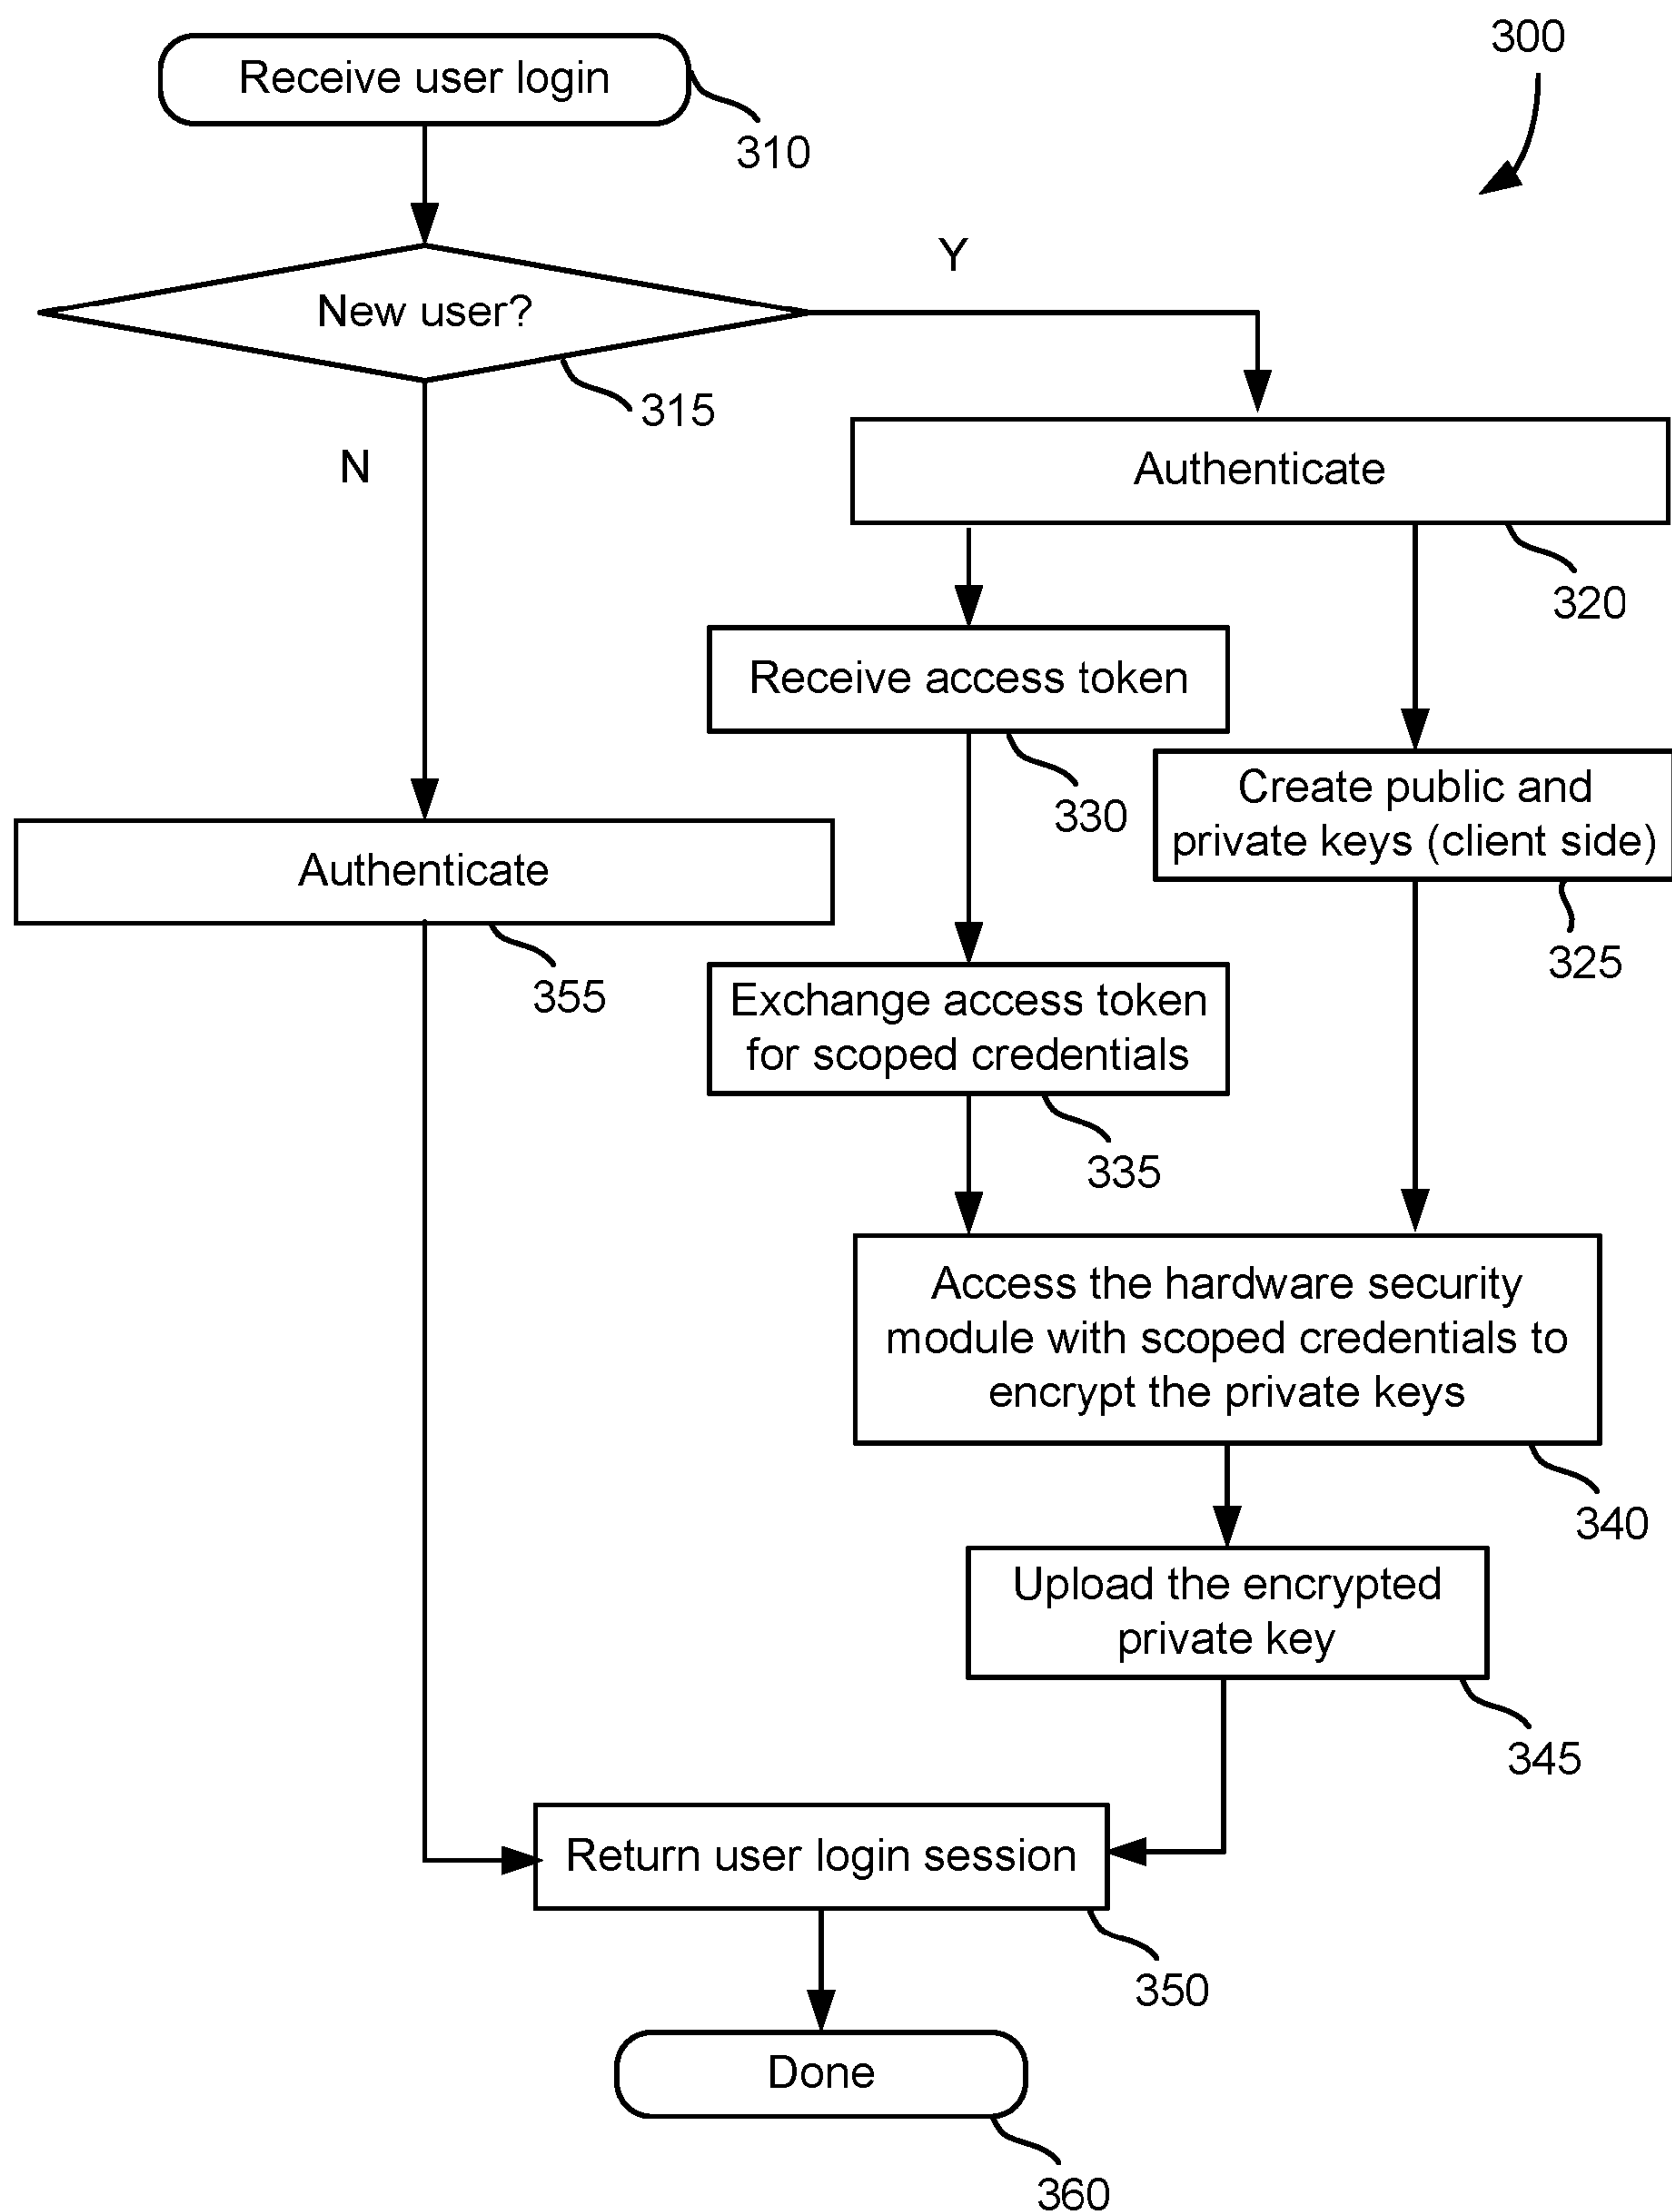 300
Receive user login
310
Y
New user?
315
N
Authenticate
320
Receive access token
330
Create public and
private keys (client side)
325
Authenticate
355
Exchange access token
for scoped credentials
335
Access the hardware security
module with scoped credentials to
encrypt the private keys
340
Upload the encrypted
private key
345
Return user login session
350
Done
360